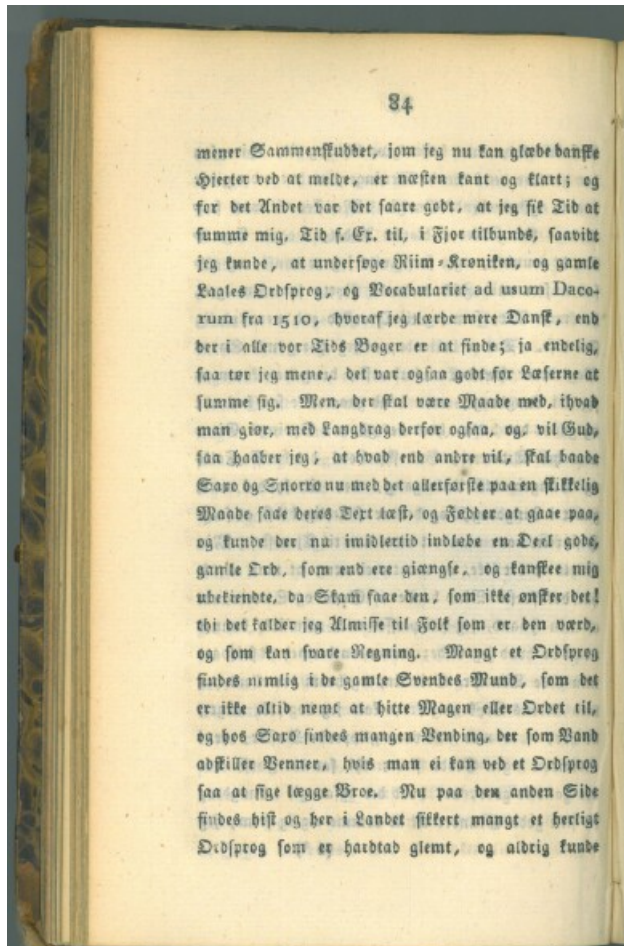 84
mener Sammenskuddet, som jeg nu kan glæde danske
Hjerter ved at melde, er næsten kant og klart; og
for det Andet var det saare godt, at jeg fik Tid at
summe mig, Tid f. Ex. til, i Fjor tilbunds, saavidt
jeg kunde, at undersøge Riim-Krøniken, og gamle
Laales Ordsprog, og Vocabulariet ad usum Daco-
rum fra 1510, hvoraf jeg lærde mere Dansk, end
der i alle vor Tids Bøger er at finde; ja endelig,
saa tør jeg mene, det var ogsaa godt for Læserne at
summe sig. Men, der skal være Maade med, ihvad
man giør, med Langdrag derfor ogsaa, og, vil Gud,
saa haaber jeg, at hvad end andre vil, skal baade
Saxo og Snorro nu med det allerførste paa en skikkelig
Maade faae deres Text læst, og Fødter at gaae paa,
og kunde der nu imidlertid indløbe en Deel gode,
gamle Ord, som end ere giængse, og kanskee mig
ubekiendte, da Skam faae den, som ikke ønsker det!
thi det kalder jeg Almisse til Folk som er den værd,
og som kan svare Regning. Mangt et Ordsprog
findes nemlig i de gamle Svendes Mund, som det
er ikke altid nemt at hitte Magen eller Ordet til,
og hos Saxo findes mangen Vending, der som Vand
adskiller Venner, hvis man ei kan ved et Ordsprog
saa at sige lægge Broe. Nu paa den anden Side
findes hist og her i Landet sikkert mangt et herligt
Ordsprog som er hardtad glemt, og aldrig kunde